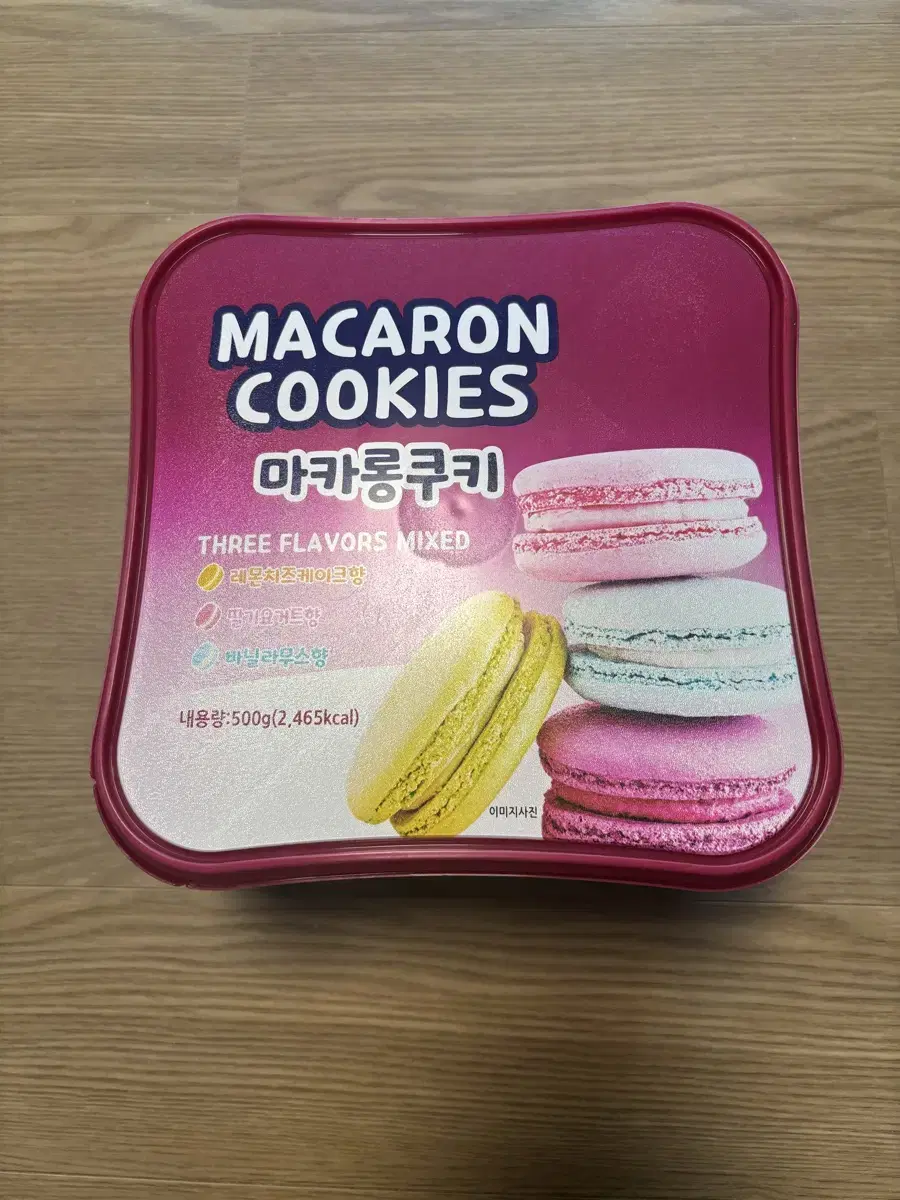 MACARON
COOKIES
마카롱쿠키
THREE FLAVORS MIXED
레몬치즈케이크향
딸기요거트향
바닐라무스향
내용량:500g(2,465kcal)
이미지사진